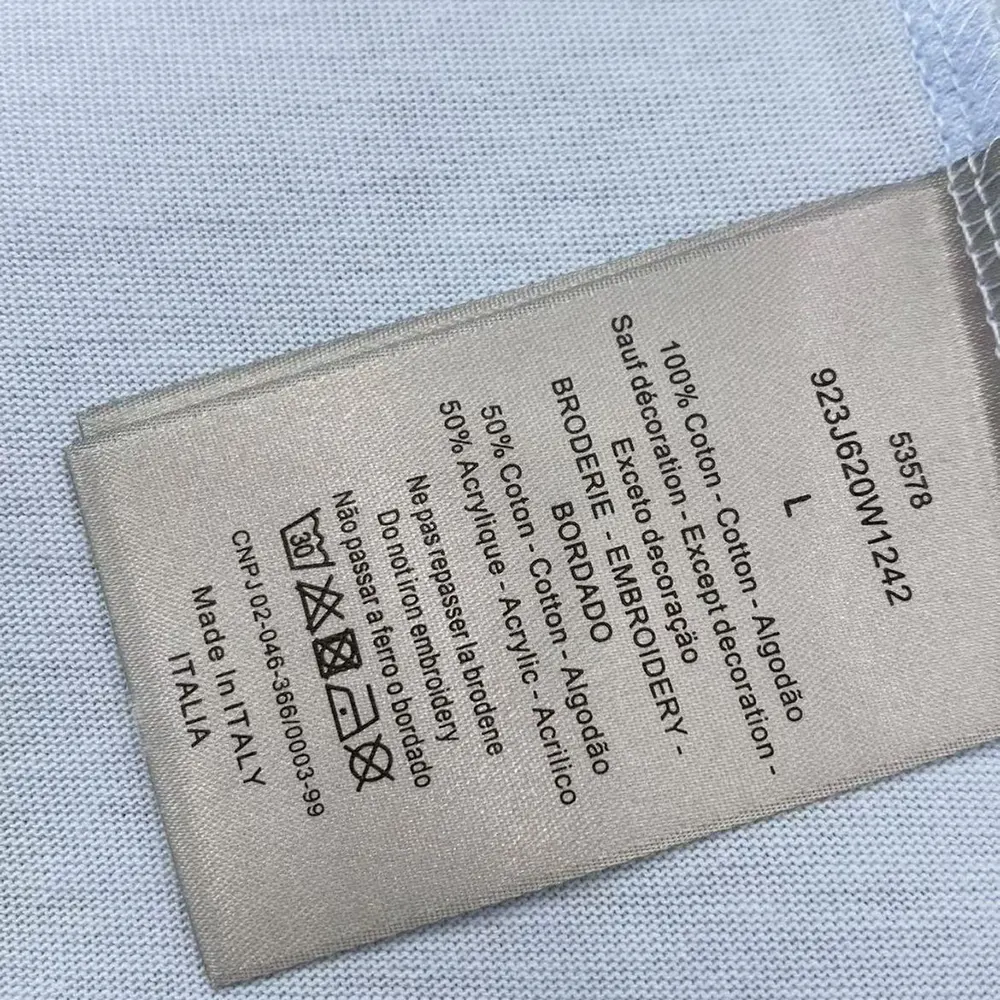 53578
923J620W1242
L
100% Coton - Cotton - Algodão
Sauf décoration - Except decoration -
Exceto decoração
BRODERIE - EMBROIDERY -
BORDADO
50% Coton - Cotton - Algodão
50% Acrylique - Acrylic - Acrilico
Ne pas repasser la brodene
Do not iron embroidery
Não passar a ferro o bordado
30
CNPJ 02-046-366/0003-99
Made In ITALY
ITALIA